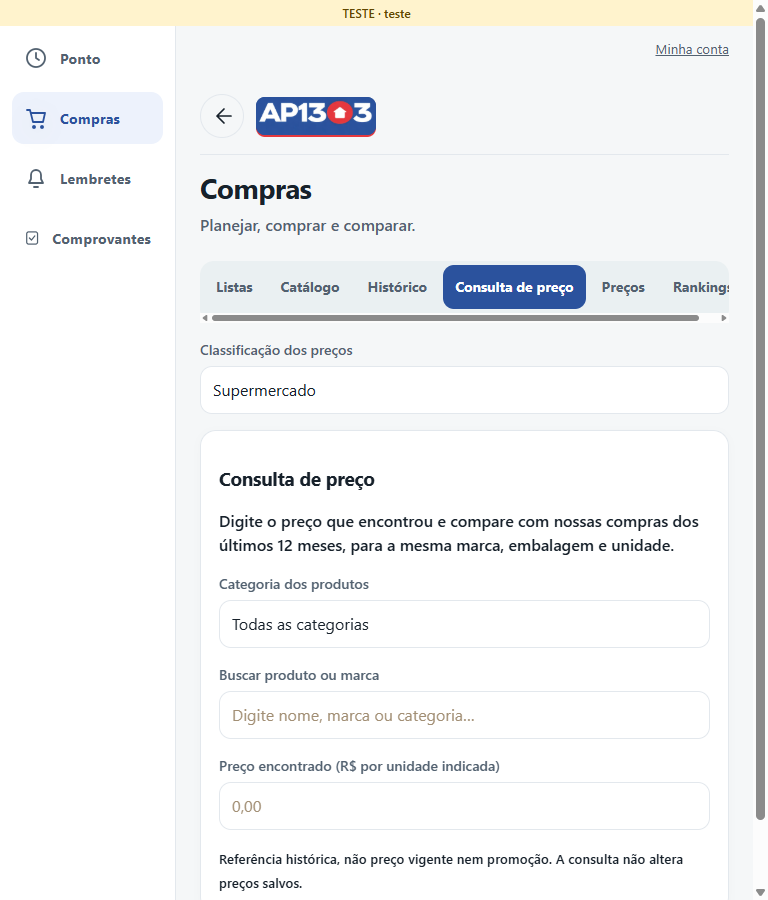 TESTE · teste
Ponto
Compras
Lembretes
Comprovantes
Minha conta
AP1303
Compras
Planejar, comprar e comparar.
Listas
Catálogo
Histórico
Consulta de preço
Preços
Rankings
Classificação dos preços
Supermercado
Consulta de preço
Digite o preço que encontrou e compare com nossas compras dos
últimos 12 meses, para a mesma marca, embalagem e unidade.
Categoria dos produtos
Todas as categorias
Buscar produto ou marca
Digite nome, marca ou categoria...
Preço encontrado (R$ por unidade indicada)
0,00
Referência histórica, não preço vigente nem promoção. A consulta não altera
preços salvos.